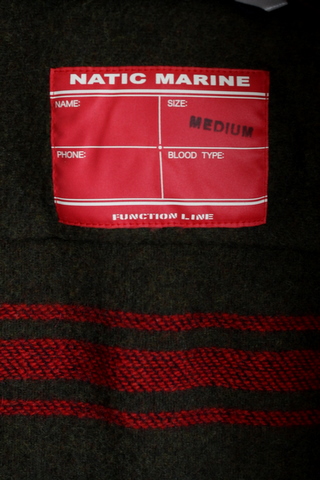 NATIC MARINE
NAME: SIZE:
MEDIUM
PHONE: BLOOD TYPE:
FUNCTION LINE